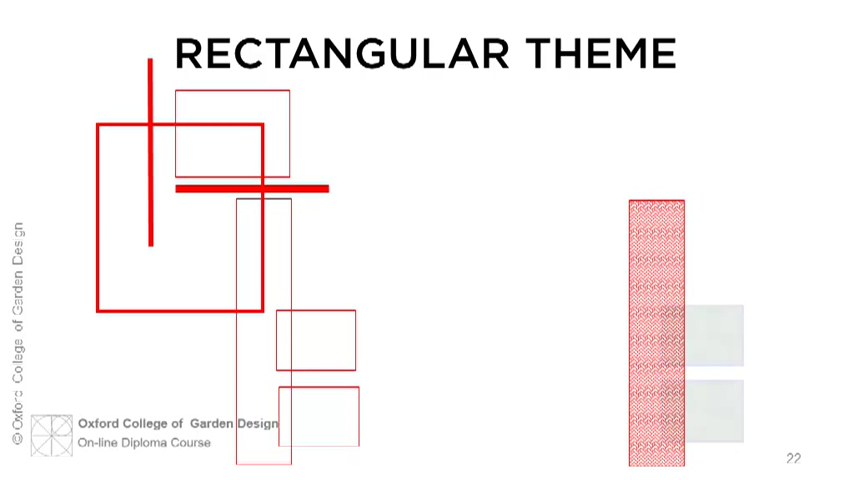 RECTANGULAR THEME
© Oxford College of Garden Design
Oxford College of Garden Design
On-line Diploma Course
22